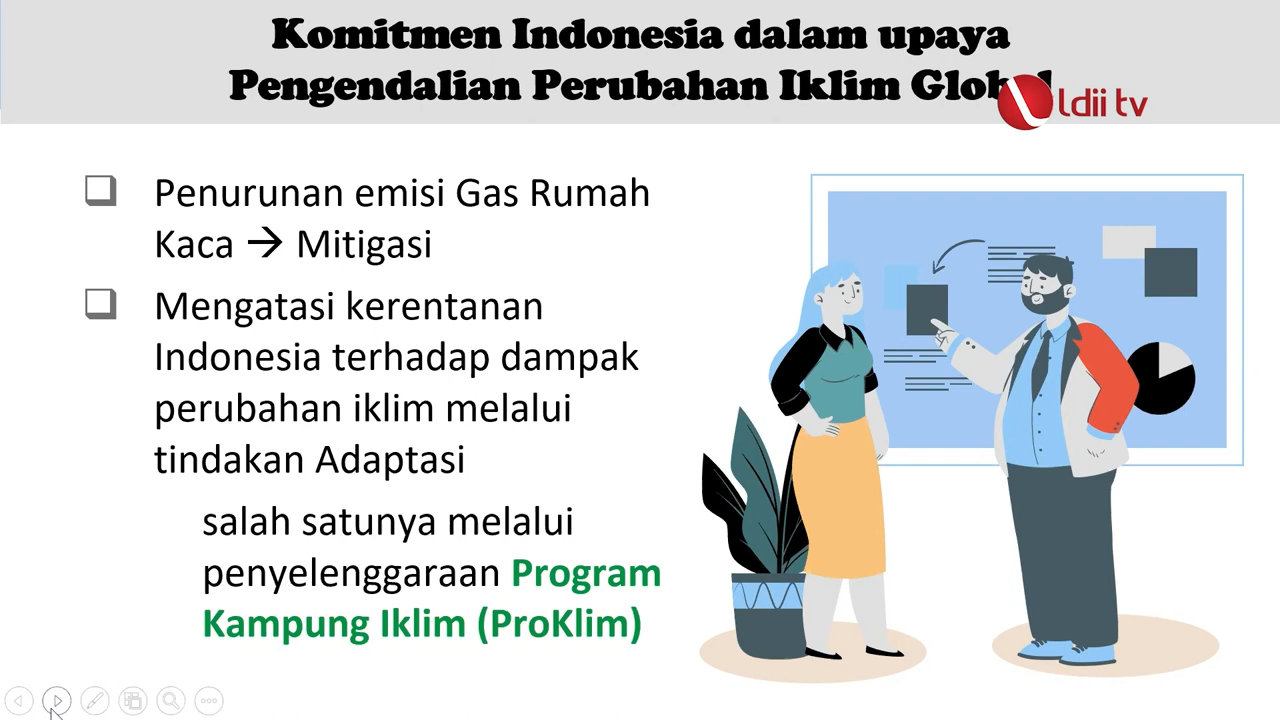 Komitmen Indonesia dalam upaya
Pengendalian Perubahan Iklim Global
ldii tv
Penurunan emisi Gas Rumah
Kaca → Mitigasi
Mengatasi kerentanan
Indonesia terhadap dampak
perubahan iklim melalui
tindakan Adaptasi
salah satunya melalui
penyelenggaraan Program
Kampung Iklim (ProKlim)